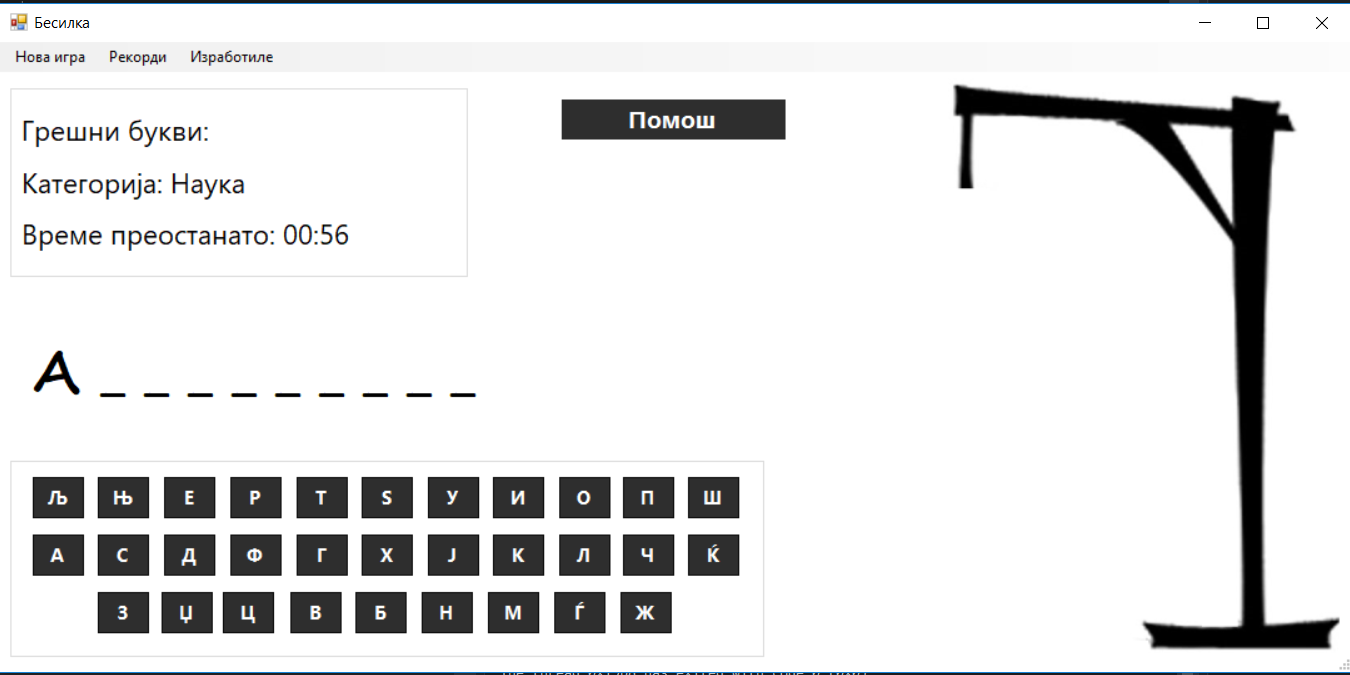 Бесилка
Нова игра Рекорди Изработиле
Грешни букви:
Категорија: Наука
Време преостанато: 00:56
Помош
А _ _ _ _ _ _ _ _ _
Љ Њ Е Р Т Ѕ У И О П Ш
А С Д Ф Г Х Ј К Л Ч Ќ
З Џ Ц В Б Н М Ѓ Ж